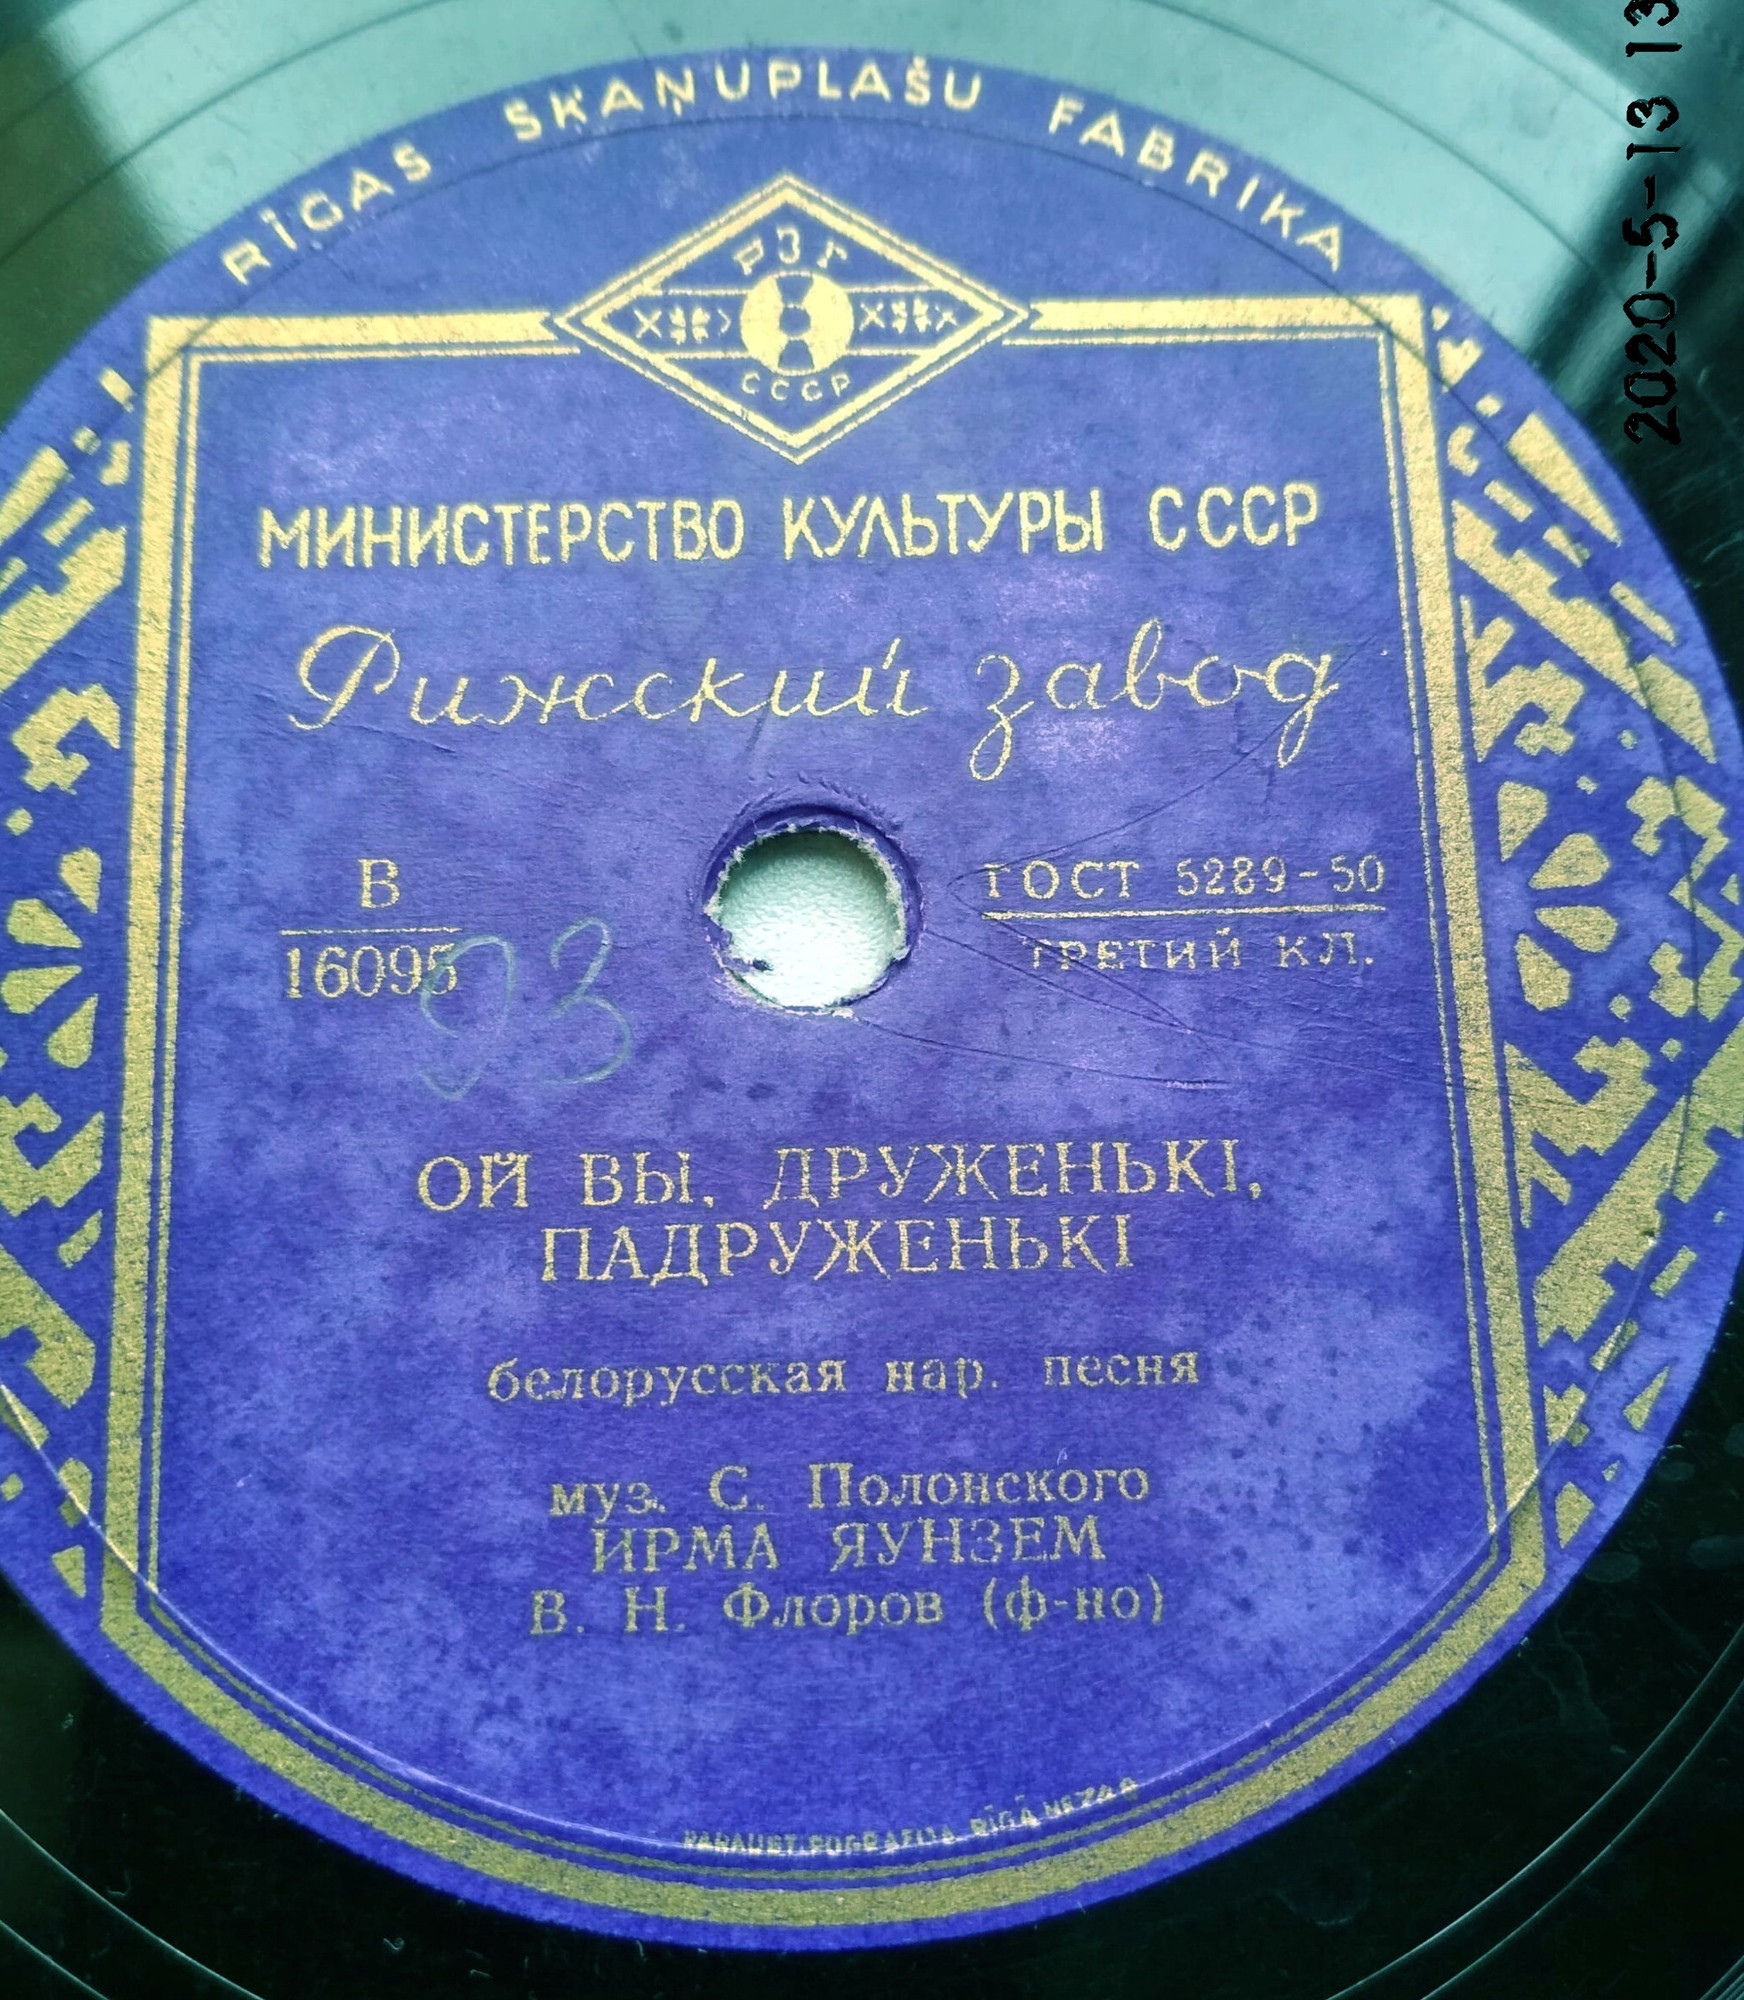 RĪGAS SKAŅUPLAŠU FABRIKA
РЗГ
СССР
МИНИСТЕРСТВО КУЛЬТУРЫ СССР
Рижский завод
В
16095
ГОСТ 5289-50
ТРЕТИЙ КЛ.
93
ОЙ ВЫ, ДРУЖЕНЬКІ,
ПАДРУЖЕНЬКІ
белорусская нар. песня
муз. С. Полонского
ИРМА ЯУНЗЕМ
В. Н. Флоров (ф-но)
RĪGĀ
2020-5-13 13